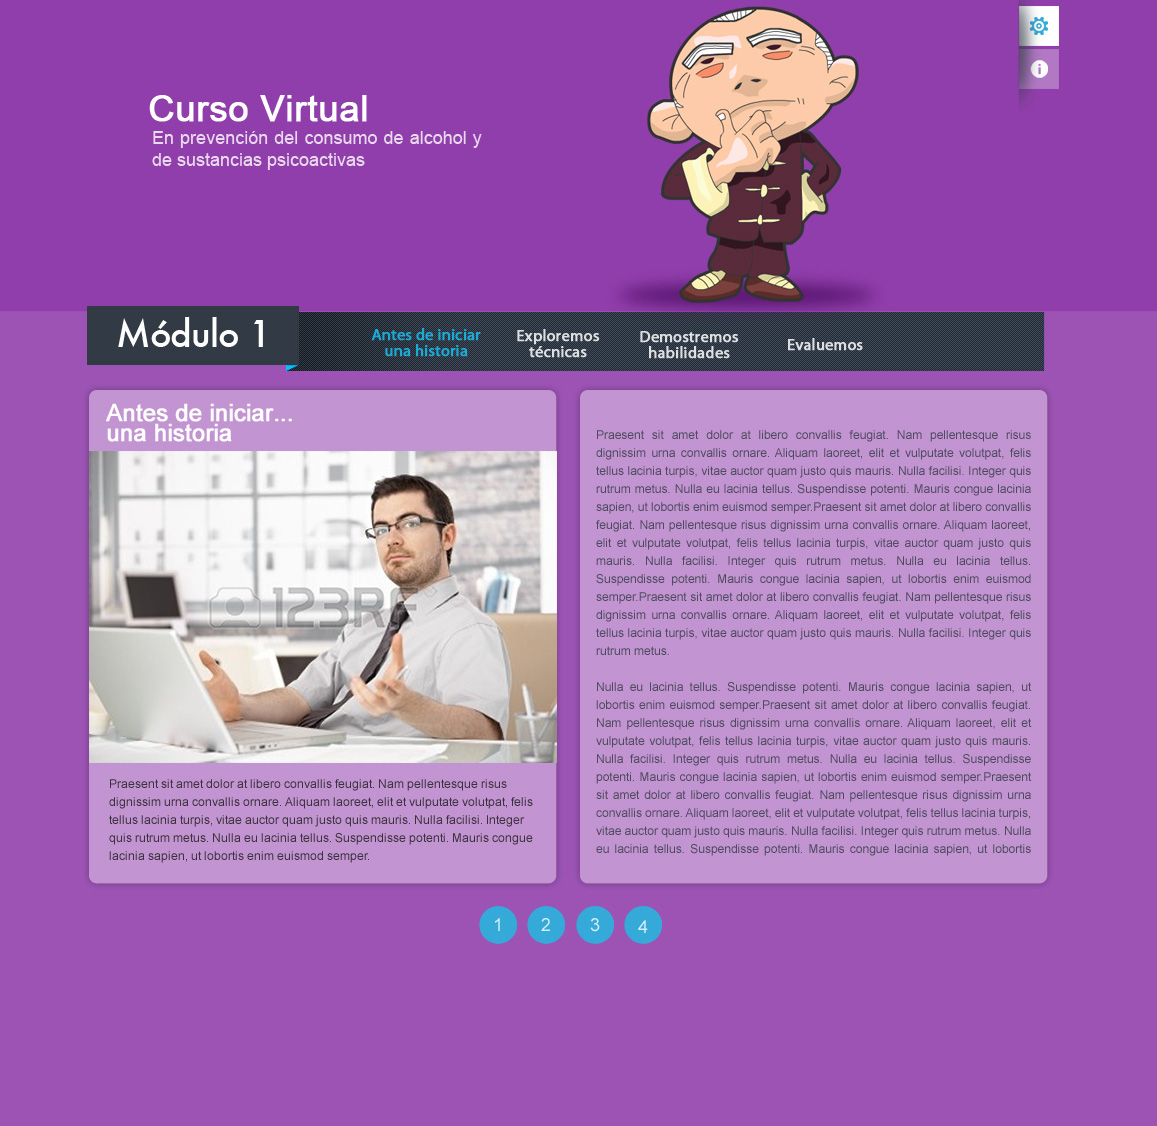 Curso Virtual
En prevención del consumo de alcohol y
de sustancias psicoactivas
Módulo 1
Antes de iniciar
una historia
Exploremos
técnicas
Demostremos
habilidades
Evaluemos
Antes de iniciar...
una historia
123RF
Praesent sit amet dolor at libero convallis feugiat. Nam pellentesque risus
dignissim urna convallis ornare. Aliquam laoreet, elit et vulputate volutpat, felis
tellus lacinia turpis, vitae auctor quam justo quis mauris. Nulla facilisi. Integer
quis rutrum metus. Nulla eu lacinia tellus. Suspendisse potenti. Mauris congue
lacinia sapien, ut lobortis enim euismod semper.
Praesent sit amet dolor at libero convallis feugiat. Nam pellentesque risus
dignissim urna convallis ornare. Aliquam laoreet, elit et vulputate volutpat, felis
tellus lacinia turpis, vitae auctor quam justo quis mauris. Nulla facilisi. Integer quis
rutrum metus. Nulla eu lacinia tellus. Suspendisse potenti. Mauris congue lacinia
sapien, ut lobortis enim euismod semper.Praesent sit amet dolor at libero convallis
feugiat. Nam pellentesque risus dignissim urna convallis ornare. Aliquam laoreet,
elit et vulputate volutpat, felis tellus lacinia turpis, vitae auctor quam justo quis
mauris. Nulla facilisi. Integer quis rutrum metus. Nulla eu lacinia tellus.
Suspendisse potenti. Mauris congue lacinia sapien, ut lobortis enim euismod
semper.Praesent sit amet dolor at libero convallis feugiat. Nam pellentesque risus
dignissim urna convallis ornare. Aliquam laoreet, elit et vulputate volutpat, felis
tellus lacinia turpis, vitae auctor quam justo quis mauris. Nulla facilisi. Integer quis
rutrum metus.
Nulla eu lacinia tellus. Suspendisse potenti. Mauris congue lacinia sapien, ut
lobortis enim euismod semper.Praesent sit amet dolor at libero convallis feugiat.
Nam pellentesque risus dignissim urna convallis ornare. Aliquam laoreet, elit et
vulputate volutpat, felis tellus lacinia turpis, vitae auctor quam justo quis mauris.
Nulla facilisi. Integer quis rutrum metus. Nulla eu lacinia tellus. Suspendisse
potenti. Mauris congue lacinia sapien, ut lobortis enim euismod semper.Praesent
sit amet dolor at libero convallis feugiat. Nam pellentesque risus dignissim urna
convallis ornare. Aliquam laoreet, elit et vulputate volutpat, felis tellus lacinia turpis,
vitae auctor quam justo quis mauris. Nulla facilisi. Integer quis rutrum metus. Nulla
eu lacinia tellus. Suspendisse potenti. Mauris congue lacinia sapien, ut lobortis
1 2 3 4